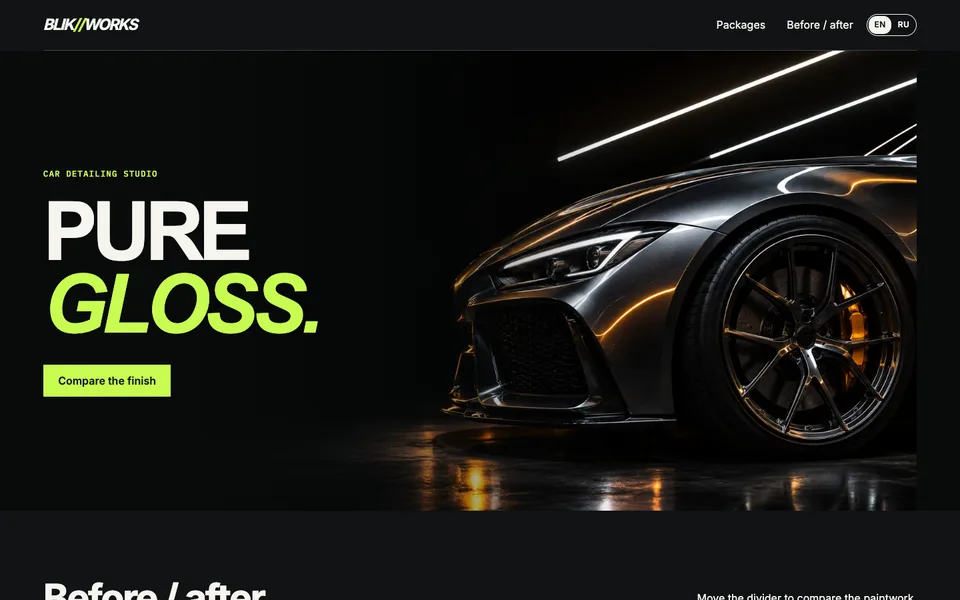 BLIK//WORKS
Packages
Before / after
EN
RU
CAR DETAILING STUDIO
PURE
GLOSS.
Compare the finish
Before / after
Move the divider to compare the paintwork.